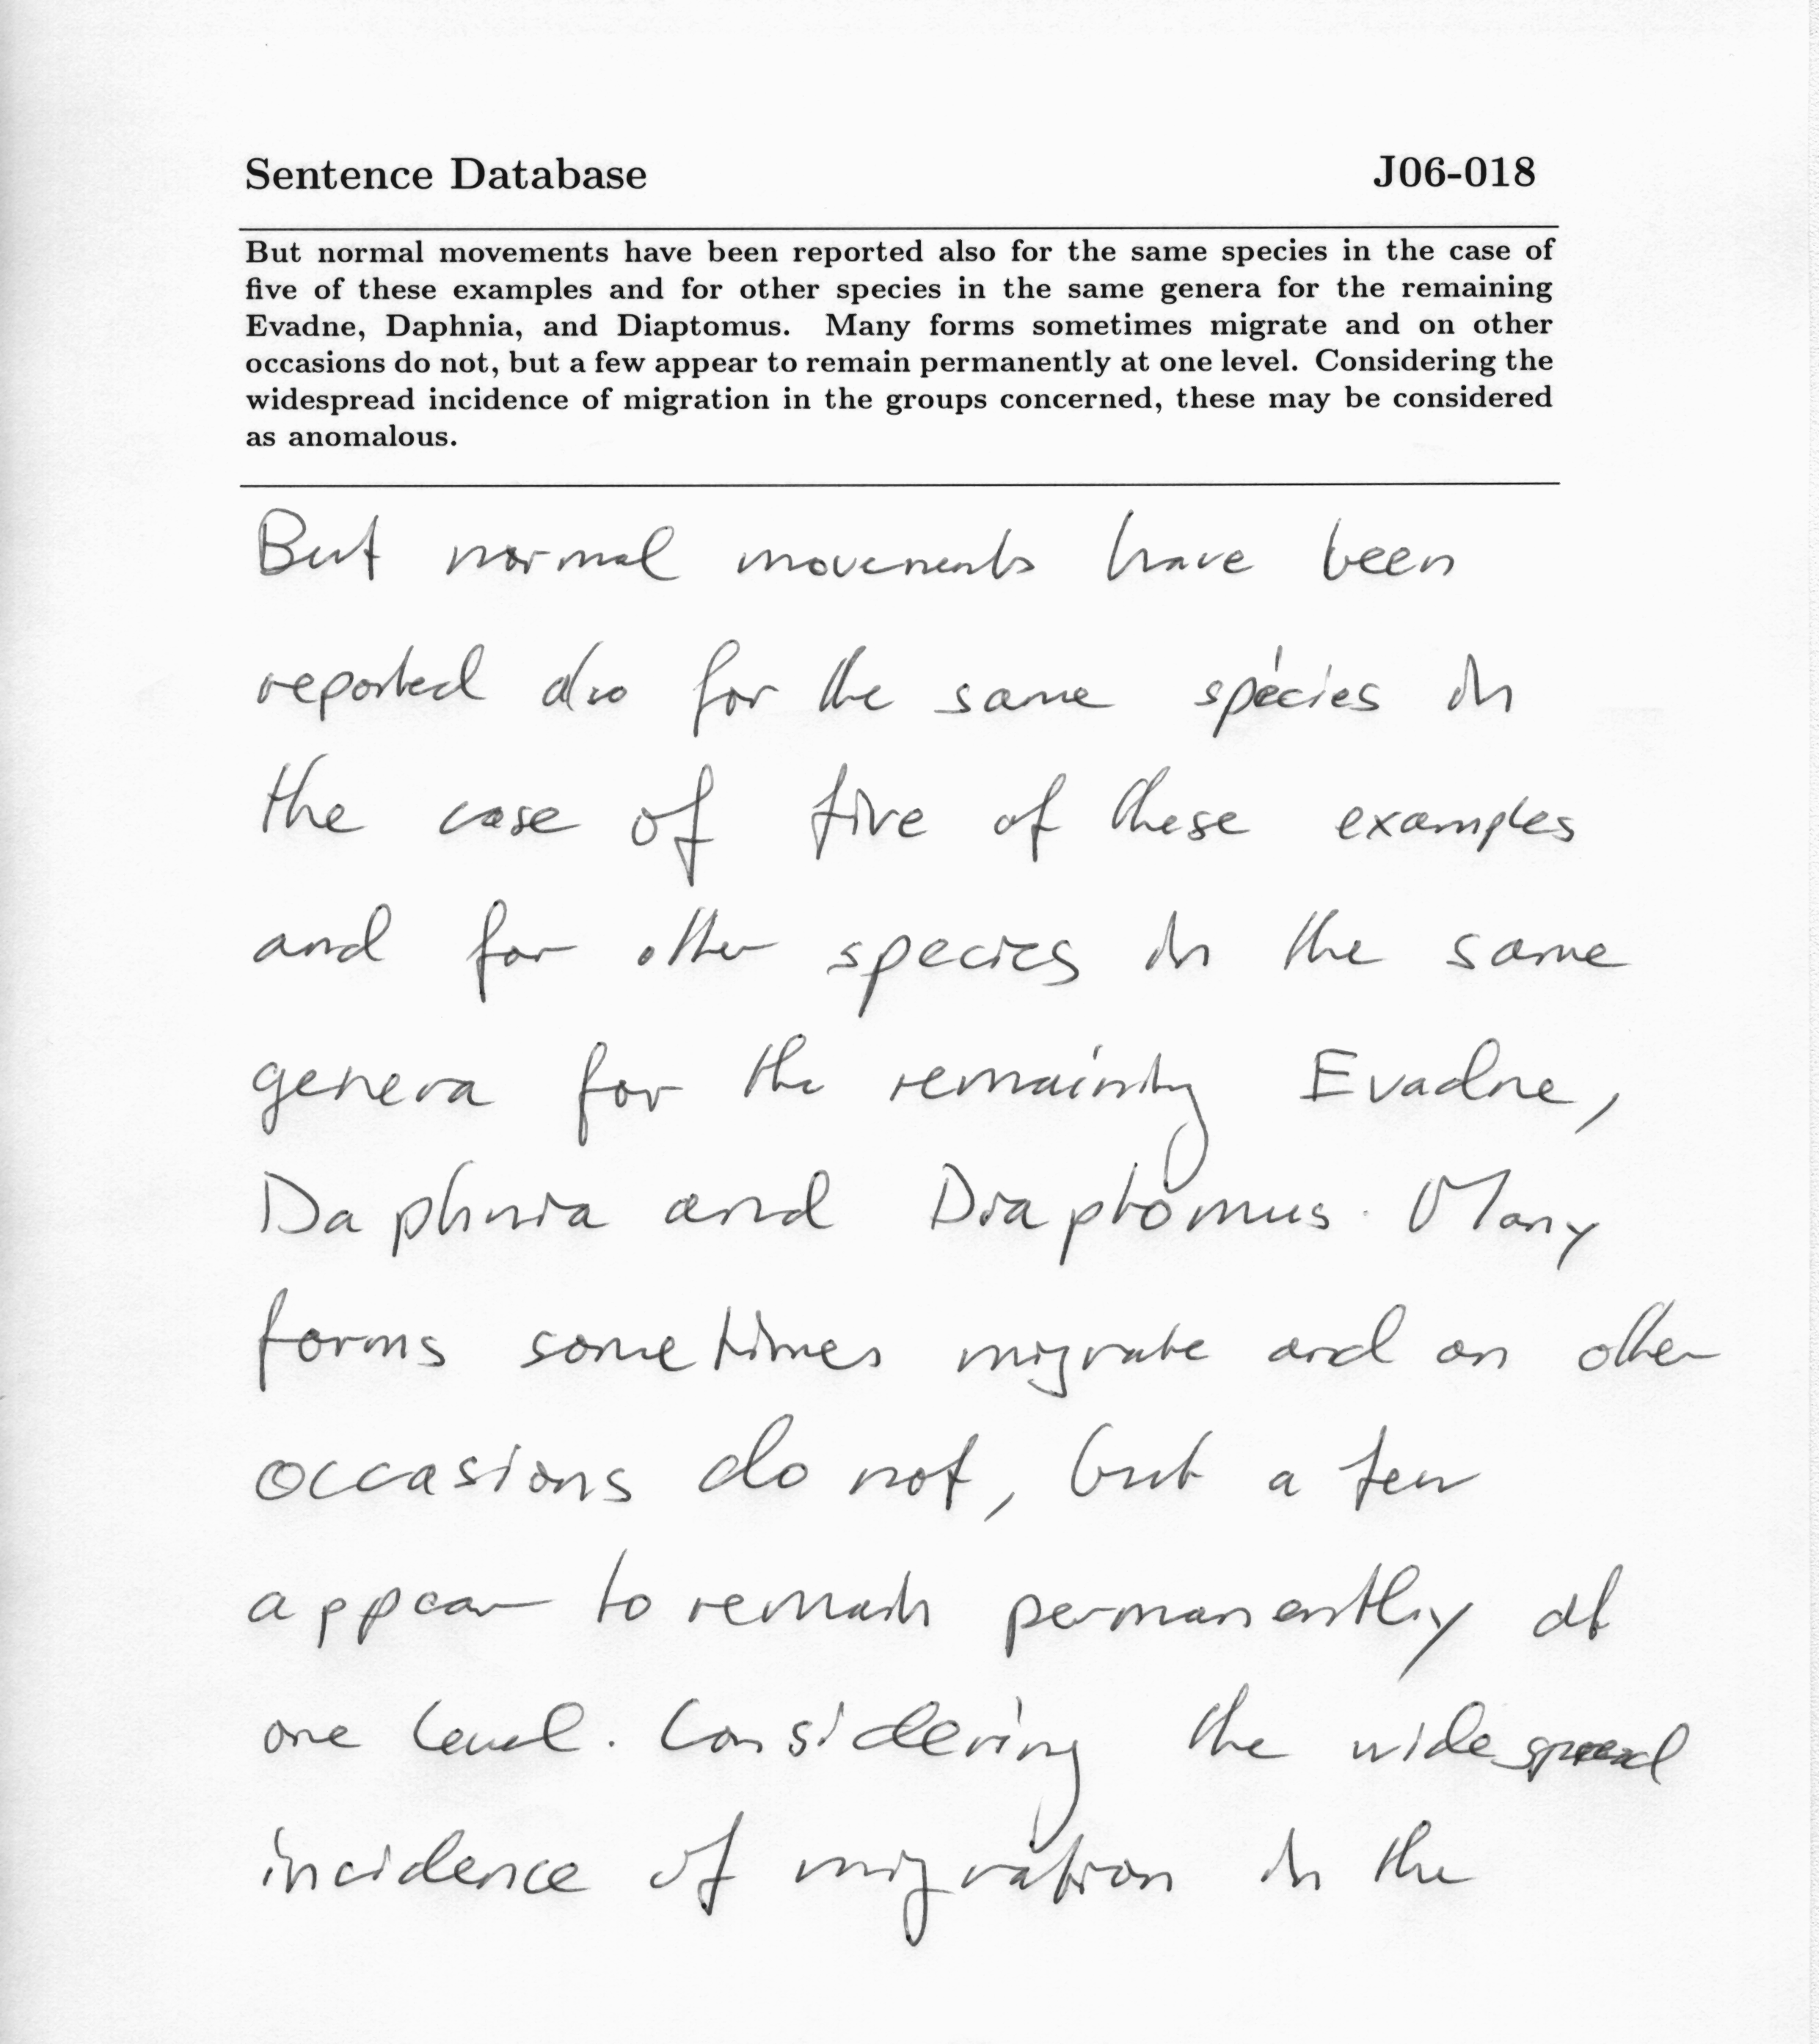 Sentence Database J06-018
But normal movements have been reported also for the same species in the case of
five of these examples and for other species in the same genera for the remaining
Evadne, Daphnia, and Diaptomus. Many forms sometimes migrate and on other
occasions do not, but a few appear to remain permanently at one level. Considering the
widespread incidence of migration in the groups concerned, these may be considered
as anomalous.
But normal movements have been
reported also for the same species in
the case of five of these examples
and for other species in the same
genera for the remaining Evadne,
Daphnia and Diaptomus. Many
forms sometimes migrate and on other
occasions do not, but a few
appear to remain permanently at
one level. Considering the widespread
incidence of migration in the